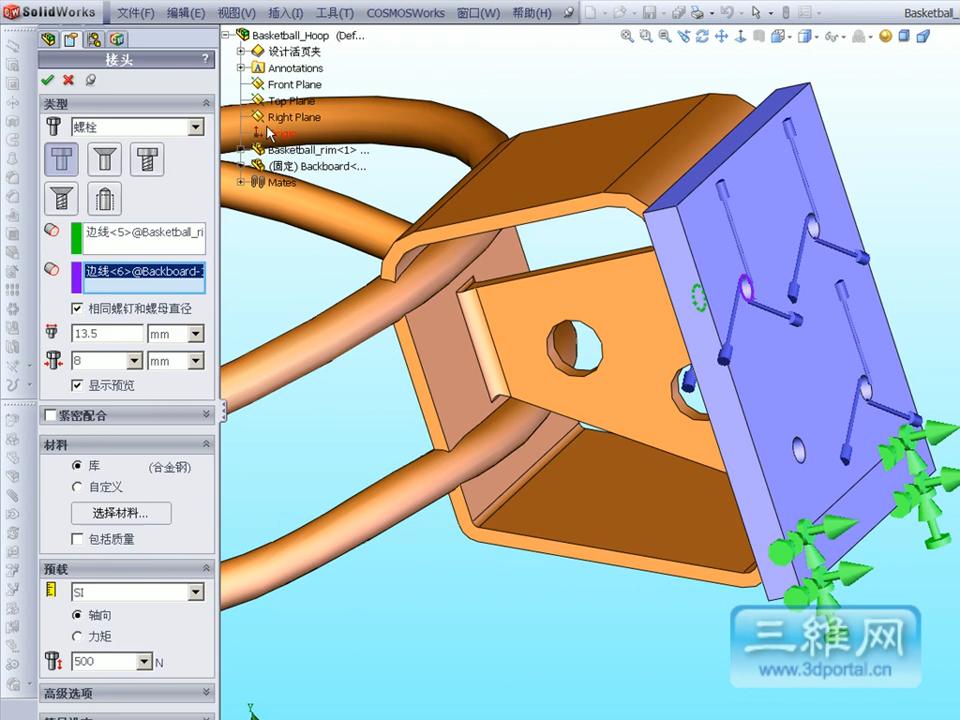 SolidWorks 文件(F) 编辑(E) 视图(V) 插入(I) 工具(T) COSMOSWorks 窗口(W) 帮助(H) Basketball_
Basketball_Hoop (Def...
设计活页夹
Annotations
Front Plane
Top Plane
Right Plane
Basketball_rim<1> ...
(固定) Backboard<...
Mates
接头 ?
类型
螺栓
边线<5>@Basketball_ri
边线<6>@Backboard-1
相同螺钉和螺母直径
13.5 mm
8 mm
显示预览
紧密配合
材料
库 (合金钢)
自定义
选择材料...
包括质量
预载
SI
轴向
力矩
500 N
高级选项
三維网
www.3dportal.cn
Y